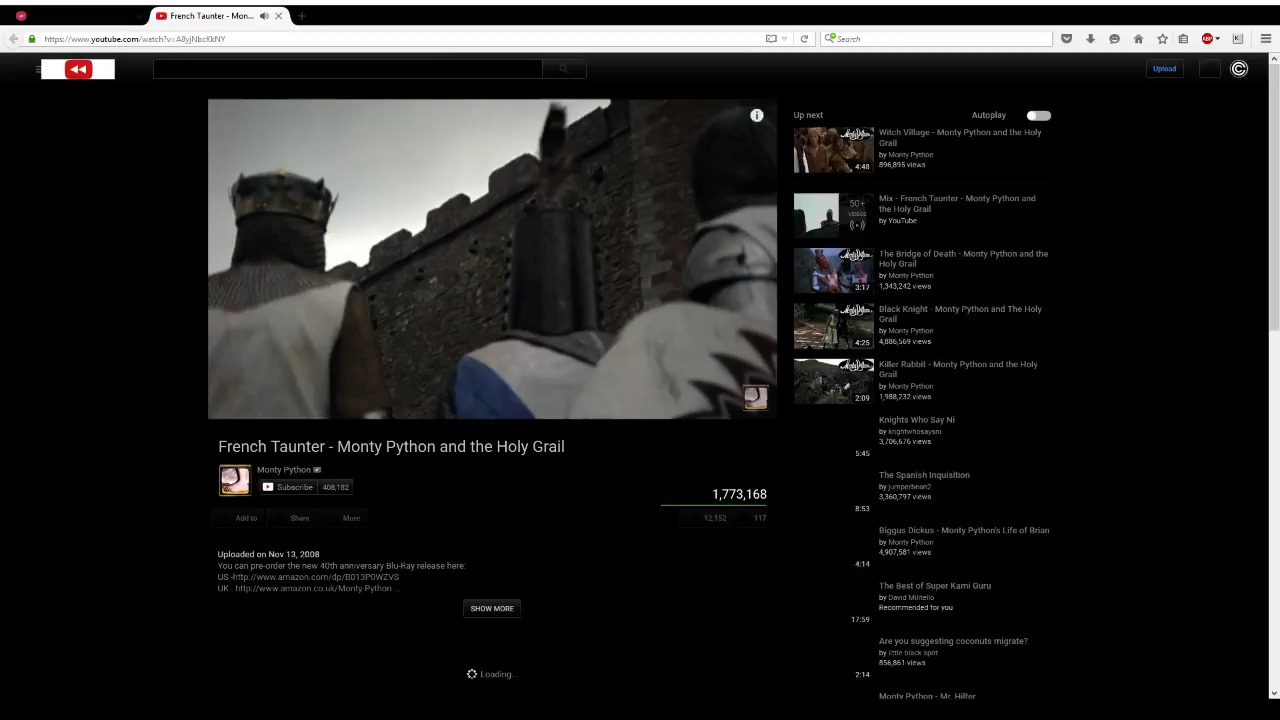 French Taunter - Mon...
https://www.youtube.com/watch?v=A8yjNbcKkNY
Search
ABP
Upload
Up next
Autoplay
Witch Village - Monty Python and the Holy
Grail
by Monty Python
896,895 views
4:48
Mix - French Taunter - Monty Python and
the Holy Grail
by YouTube
50+
VIDEOS
The Bridge of Death - Monty Python and the
Holy Grail
by Monty Python
1,343,242 views
3:17
Black Knight - Monty Python and The Holy
Grail
by Monty Python
4,886,569 views
4:25
Killer Rabbit - Monty Python and the Holy
Grail
by Monty Python
1,988,232 views
2:09
Knights Who Say Ni
by knghtwhosaysni
3,706,676 views
5:45
The Spanish Inquisition
by jumperbean2
3,360,797 views
8:53
Biggus Dickus - Monty Python's Life of Brian
by Monty Python
4,907,581 views
4:14
The Best of Super Kami Guru
by David Militello
Recommended for you
17:59
Are you suggesting coconuts migrate?
by little black spot
856,861 views
2:14
Monty Python - Mr. Hilter
French Taunter - Monty Python and the Holy Grail
Monty Python
Subscribe 408,182
1,773,168
Add to Share More
12,152 117
Uploaded on Nov 13, 2008
You can pre-order the new 40th anniversary Blu-Ray release here:
US -http://www.amazon.com/dp/B013P0WZVS
UK - http://www.amazon.co.uk/Monty-Python ...
SHOW MORE
Loading...